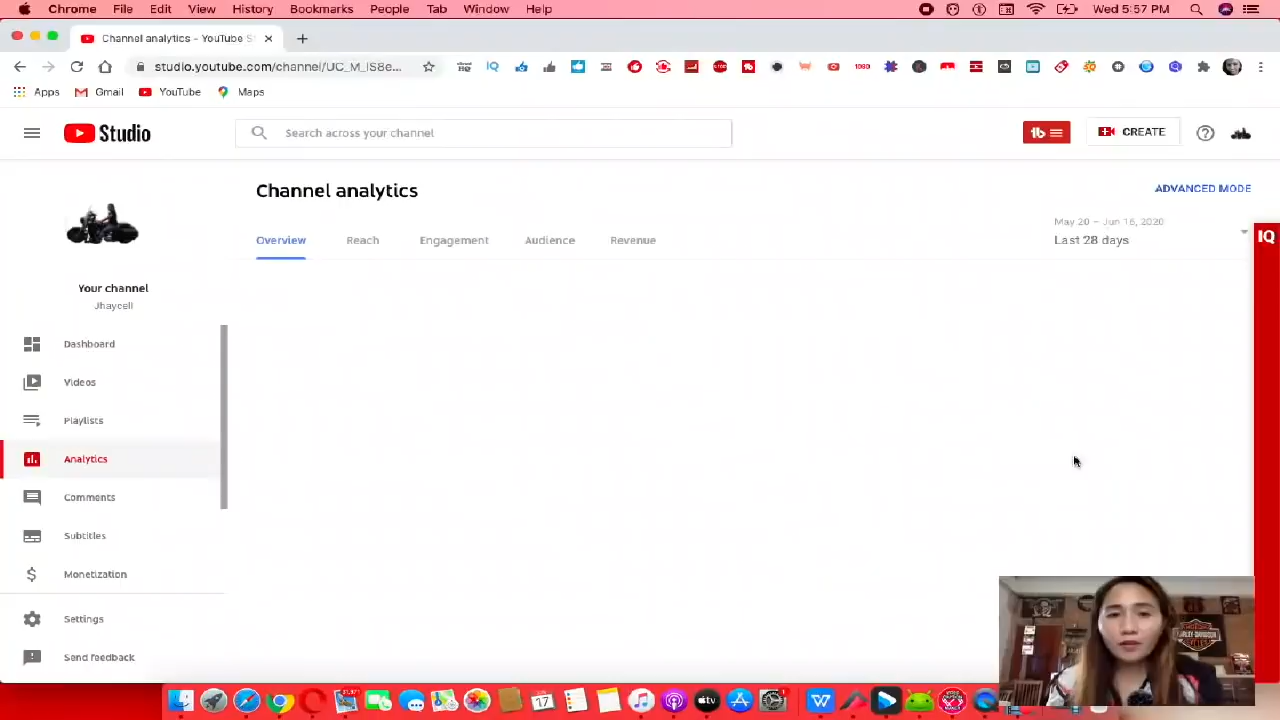 Chrome File Edit View History Bookmarks People Tab Window Help Wed 5:57 PM
Channel analytics - YouTube S
studio.youtube.com/channel/UC_M_iS8e...
Apps Gmail YouTube Maps
Studio
Search across your channel
CREATE
Channel analytics
ADVANCED MODE
May 20 – Jun 16, 2020
Last 28 days
Overview Reach Engagement Audience Revenue
IQ
Your channel
Jhaycell
Dashboard
Videos
Playlists
Analytics
Comments
Subtitles
Monetization
Settings
Send feedback
HARLEY-DAVIDSON
17